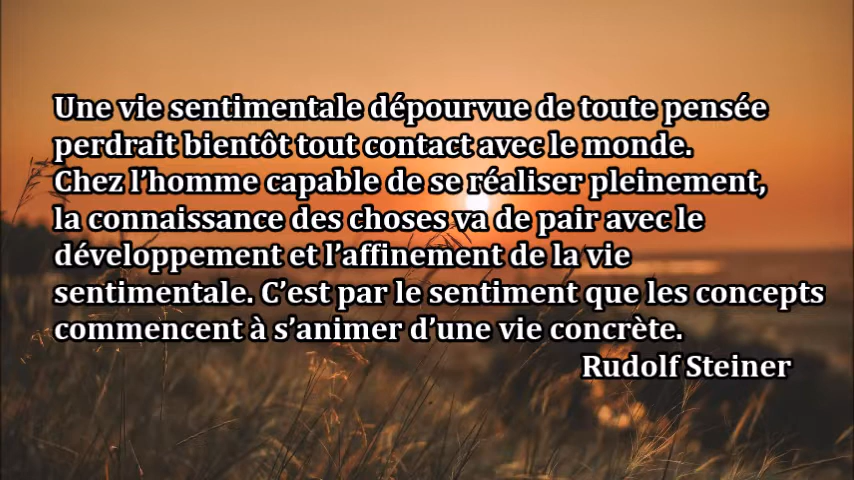 Une vie sentimentale dépourvue de toute pensée
perdrait bientôt tout contact avec le monde.
Chez l’homme capable de se réaliser pleinement,
la connaissance des choses va de pair avec le
développement et l’affinement de la vie
sentimentale. C’est par le sentiment que les concepts
commencent à s’animer d’une vie concrète.
Rudolf Steiner